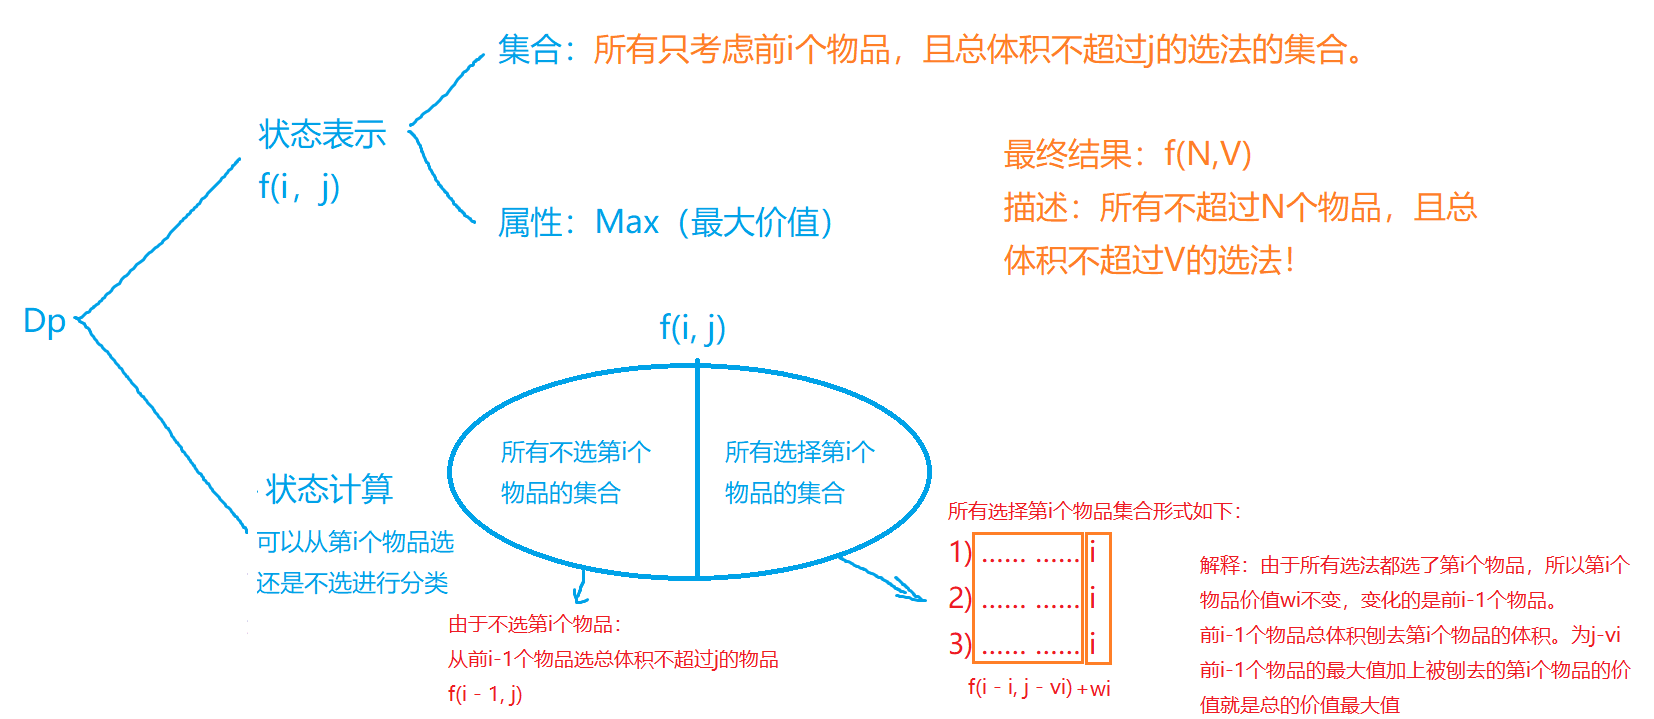 集合：所有只考虑前i个物品，且总体积不超过j的选法的集合。
状态表示
f(i，j)
属性：Max（最大价值）
最终结果：f(N,V)
描述：所有不超过N个物品，且总
体积不超过V的选法！
Dp
f(i, j)
所有不选第i个
物品的集合
所有选择第i个
物品的集合
状态计算
可以从第i个物品选
还是不选进行分类
由于不选第i个物品：
从前i-1个物品选总体积不超过j的物品
f(i - 1, j)
所有选择第i个物品集合形式如下：
1) ...... ...... i
2) ...... ...... i
3) ...... ...... i
f(i - i, j - vi) +wi
解释：由于所有选法都选了第i个物品，所以第i个
物品价值wi不变，变化的是前i-1个物品。
前i-1个物品总体积刨去第i个物品的体积。为j-vi
前i-1个物品的最大值加上被刨去的第i个物品的价
值就是总的价值最大值